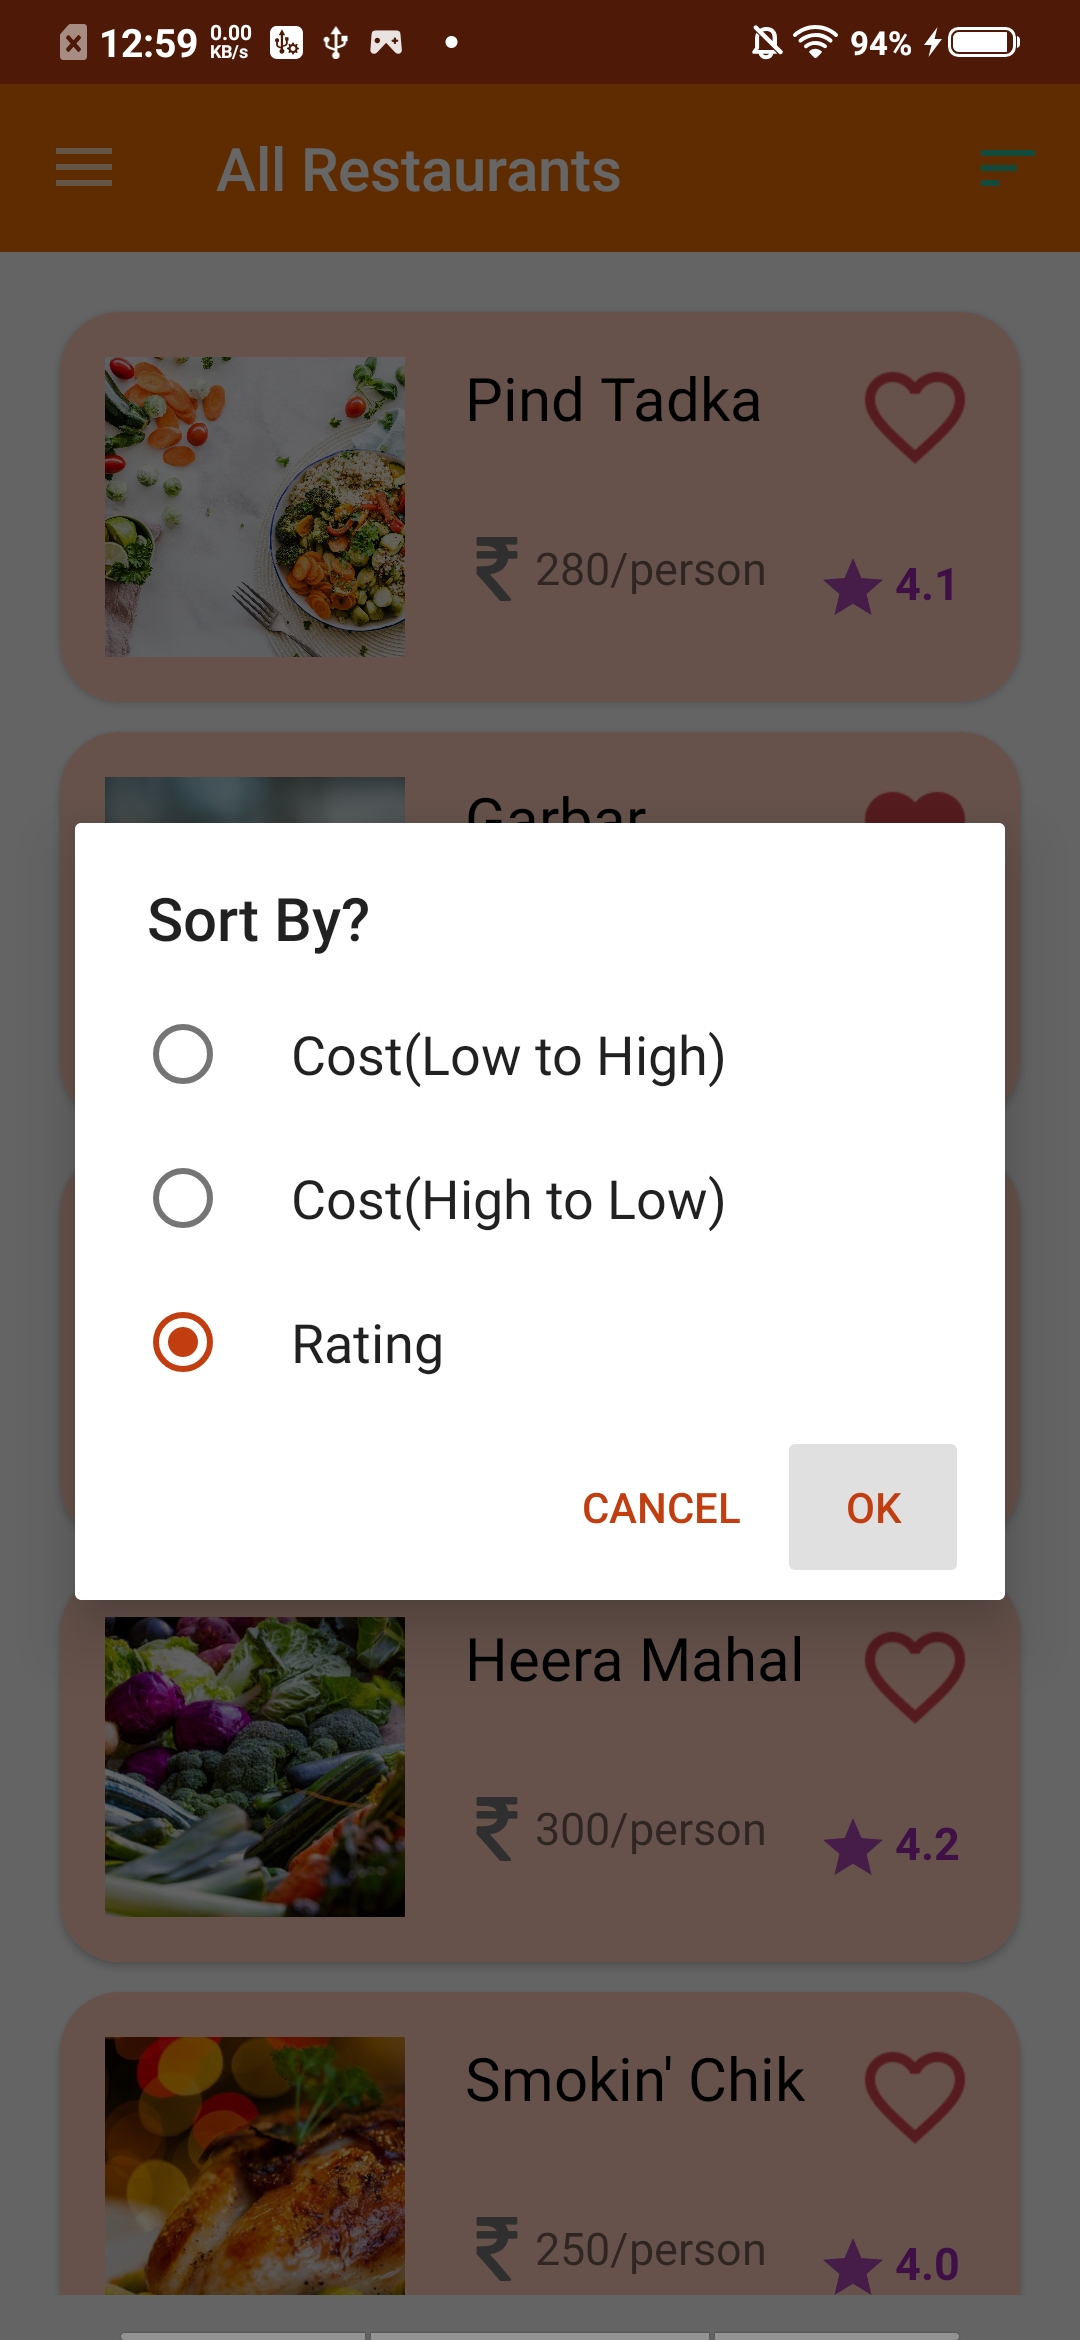 12:59 0.00 KB/s 94%
All Restaurants
Pind Tadka
280/person 4.1
Garbar
Sort By?
Cost(Low to High)
Cost(High to Low)
Rating
CANCEL OK
Heera Mahal
₹ 300/person 4.2
Smokin' Chik
₹ 250/person 4.0